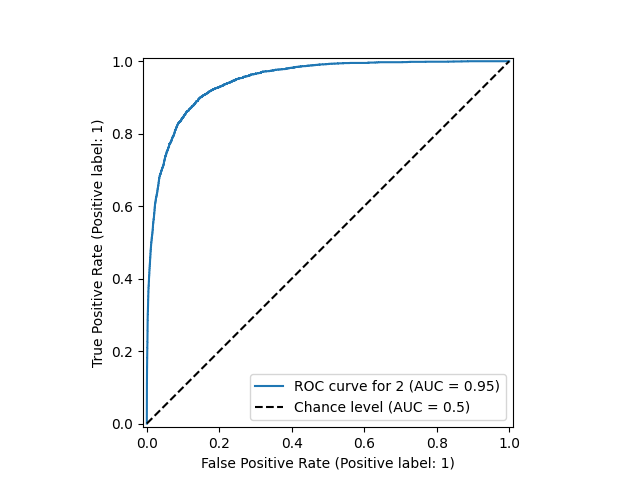 1.0
0.8
0.6
0.4
0.2
0.0
True Positive Rate (Positive label: 1)
ROC curve for 2 (AUC = 0.95)
Chance level (AUC = 0.5)
0.0 0.2 0.4 0.6 0.8 1.0
False Positive Rate (Positive label: 1)